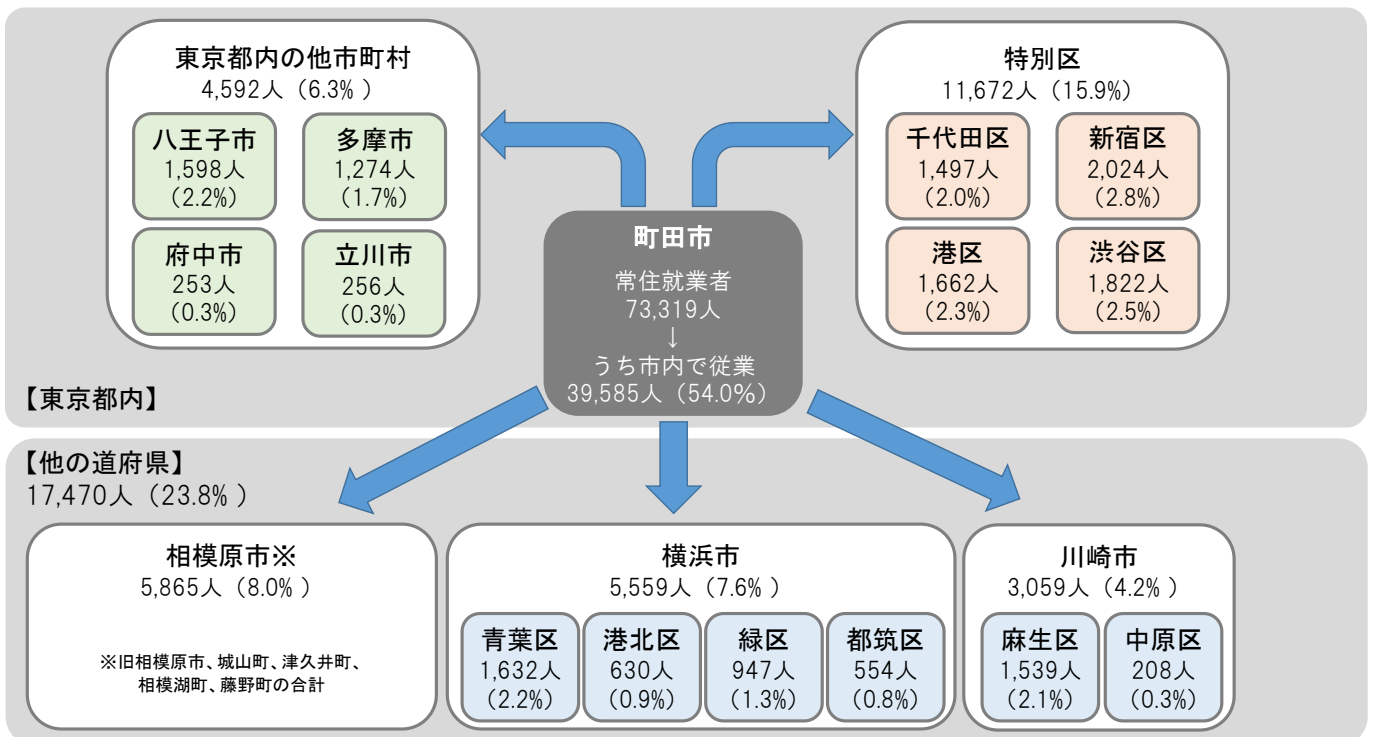 東京都内の他市町村
4,592人（6.3% ）
八王子市
1,598人
(2.2%)
多摩市
1,274人
(1.7%)
府中市
253人
(0.3%)
立川市
256人
(0.3%)
特別区
11,672人（15.9%）
千代田区
1,497人
(2.0%)
新宿区
2,024人
(2.8%)
港区
1,662人
(2.3%)
渋谷区
1,822人
(2.5%)
町田市
常住就業者
73,319人
↓
うち市内で従業
39,585人（54.0%）
【東京都内】
【他の道府県】
17,470人（23.8% ）
相模原市※
5,865人（8.0% ）
※旧相模原市、城山町、津久井町、
相模湖町、藤野町の合計
横浜市
5,559人（7.6% ）
青葉区
1,632人
(2.2%)
港北区
630人
(0.9%)
緑区
947人
(1.3%)
都筑区
554人
(0.8%)
川崎市
3,059人（4.2% ）
麻生区
1,539人
(2.1%)
中原区
208人
(0.3%)